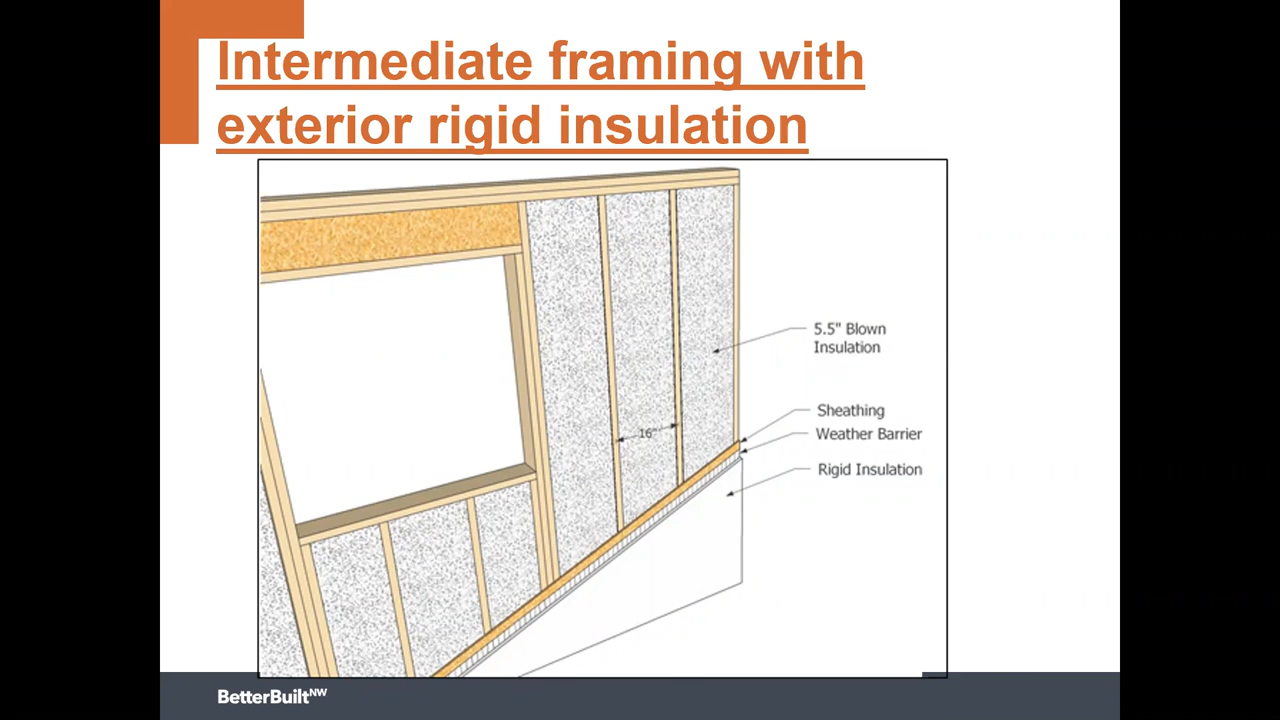 Intermediate framing with
exterior rigid insulation
5.5" Blown
Insulation
Sheathing
16"
Weather Barrier
Rigid Insulation
BetterBuiltNW